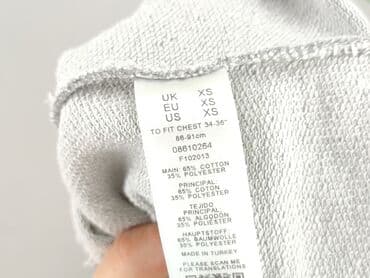 UK XS
EU XS
US XS
TO FIT CHEST 34-36"
86-91cm
08610264
F102013
MAIN: 65% COTTON
35% POLYESTER
PRINCIPAL:
65% COTON
35% POLYESTER
TEJIDO
PRINCIPAL:
65% ALGODÓN
35% POLIÉSTER
HAUPTSTOFF:
65% BAUMWOLLE
35% POLYESTER
MADE IN TURKEY
PLEASE SCAN ME
FOR TRANSLATIONS